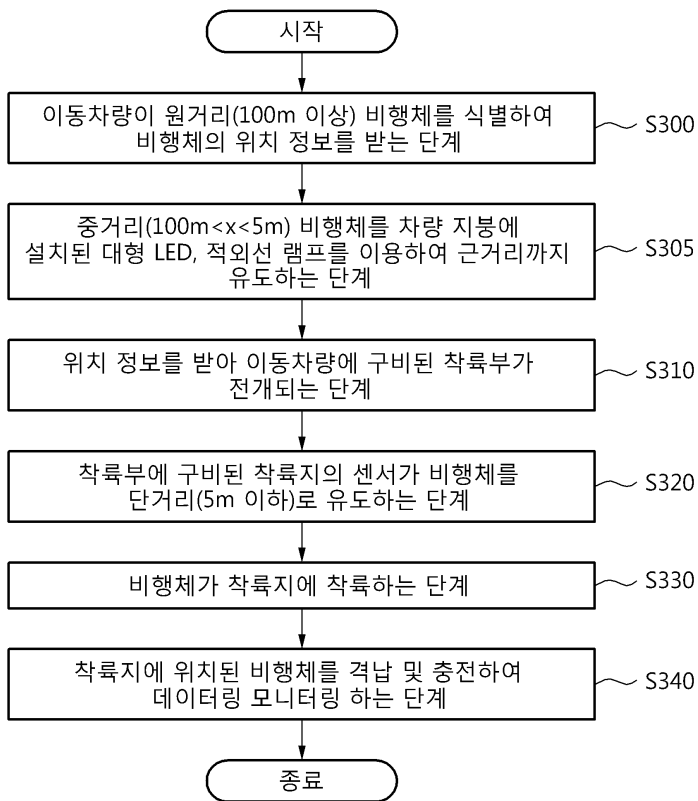 시작
이동차량이 원거리(100m 이상) 비행체를 식별하여
비행체의 위치 정보를 받는 단계
S300
중거리(100m<x<5m) 비행체를 차량 지붕에
설치된 대형 LED, 적외선 램프를 이용하여 근거리까지
유도하는 단계
S305
위치 정보를 받아 이동차량에 구비된 착륙부가
전개되는 단계
S310
착륙부에 구비된 착륙지의 센서가 비행체를
단거리(5m 이하)로 유도하는 단계
S320
비행체가 착륙지에 착륙하는 단계
S330
착륙지에 위치된 비행체를 격납 및 충전하여
데이터링 모니터링 하는 단계
S340
종료